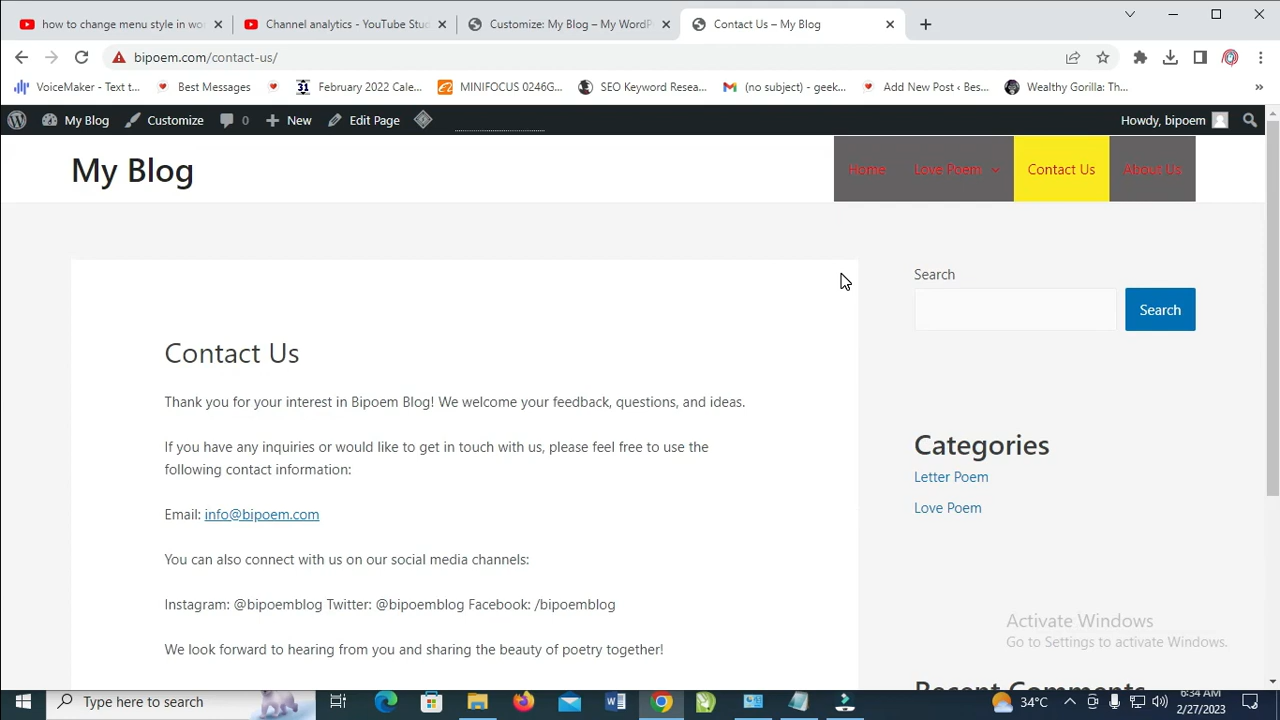 how to change menu style in wo
Channel analytics - YouTube Stu
Customize: My Blog – My WordP
Contact Us – My Blog
bipoem.com/contact-us/
VoiceMaker - Text t...
Best Messages
31
February 2022 Cale...
MINIFOCUS 0246G...
SEO Keyword Resea...
(no subject) - geek...
Add New Post ‹ Bes...
Wealthy Gorilla: Th...
»
My Blog
Customize
0
New
Edit Page
Howdy, bipoem
My Blog
Home
Love Poem
Contact Us
About Us
Search
Search
Contact Us
Thank you for your interest in Bipoem Blog! We welcome your feedback, questions, and ideas.
If you have any inquiries or would like to get in touch with us, please feel free to use the
following contact information:
Email: info@bipoem.com
You can also connect with us on our social media channels:
Instagram: @bipoemblog Twitter: @bipoemblog Facebook: /bipoemblog
We look forward to hearing from you and sharing the beauty of poetry together!
Categories
Letter Poem
Love Poem
Activate Windows
Go to Settings to activate Windows.
Recent Comments
Type here to search
34°C
6:34 AM
2/27/2023